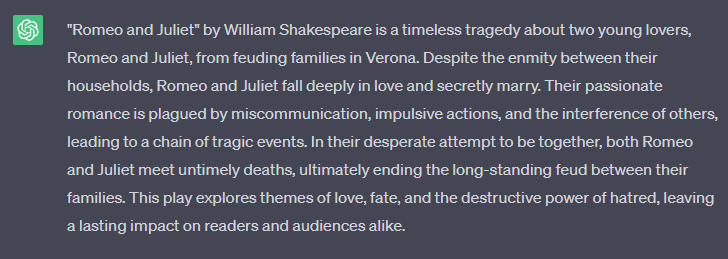 "Romeo and Juliet" by William Shakespeare is a timeless tragedy about two young lovers,
Romeo and Juliet, from feuding families in Verona. Despite the enmity between their
households, Romeo and Juliet fall deeply in love and secretly marry. Their passionate
romance is plagued by miscommunication, impulsive actions, and the interference of others,
leading to a chain of tragic events. In their desperate attempt to be together, both Romeo
and Juliet meet untimely deaths, ultimately ending the long-standing feud between their
families. This play explores themes of love, fate, and the destructive power of hatred, leaving
a lasting impact on readers and audiences alike.